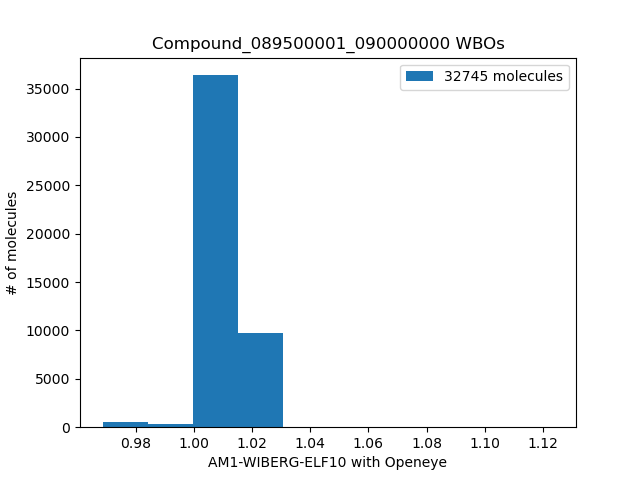 Compound_089500001_090000000 WBOs
32745 molecules
# of molecules
35000
30000
25000
20000
15000
10000
5000
0
0.98 1.00 1.02 1.04 1.06 1.08 1.10 1.12
AM1-WIBERG-ELF10 with Openeye